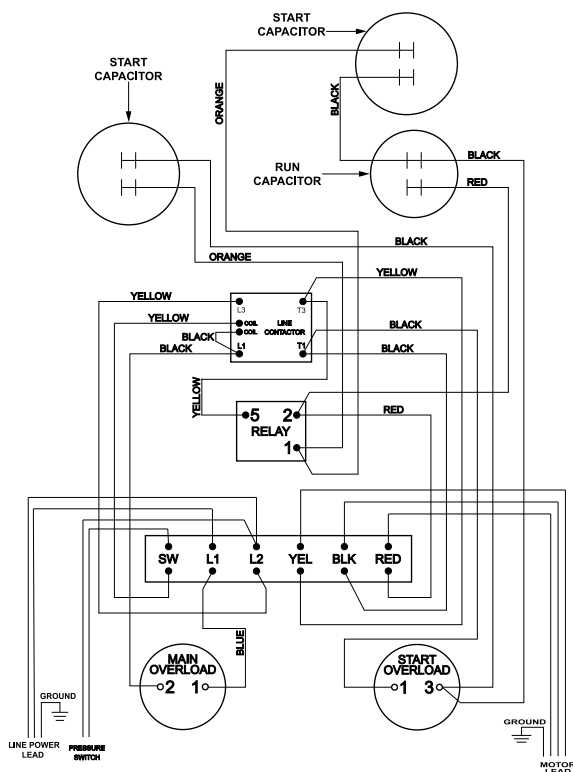 START
CAPACITOR
START
CAPACITOR
ORANGE
BLACK
RUN
CAPACITOR
BLACK
RED
BLACK
ORANGE
YELLOW
YELLOW
L3
T3
YELLOW
COIL
LINE
COIL
CONTACTOR
BLACK
BLACK
L1
T1
BLACK
YELLOW
5 2
RELAY
1
RED
SW L1 L2 YEL BLK RED
BLUE
MAIN
OVERLOAD
2 1
START
OVERLOAD
1 3
GROUND
GROUND
LINE POWER
LEAD
PRESSURE
SWITCH
MOTOR
LEAD